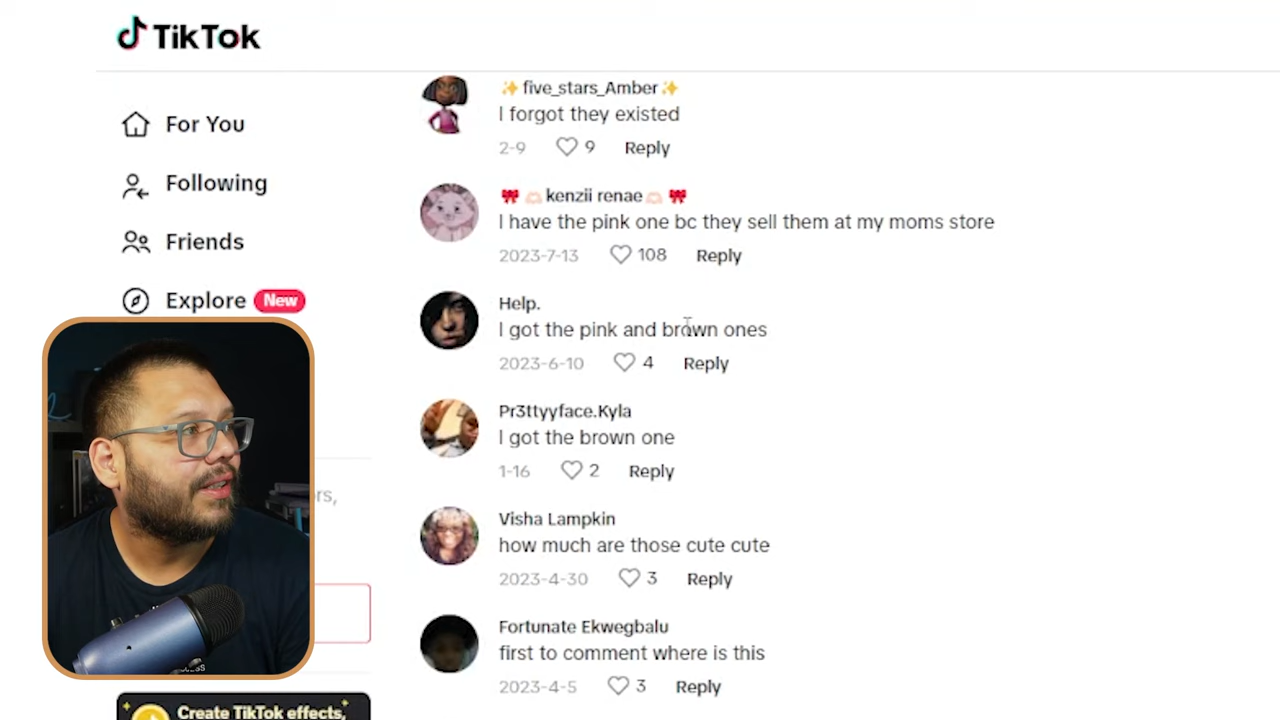 TikTok
For You
Following
Friends
Explore New
✨ five_stars_Amber ✨
I forgot they existed
2-9 9 Reply
🎀 🫶🏻 kenzii renae 🫶🏻 🎀
I have the pink one bc they sell them at my moms store
2023-7-13 108 Reply
Help.
I got the pink and brown ones
2023-6-10 4 Reply
Pr3ttyyface.Kyla
I got the brown one
1-16 2 Reply
Visha Lampkin
how much are those cute cute
2023-4-30 3 Reply
Fortunate Ekwegbalu
first to comment where is this
2023-4-5 3 Reply
rs,
Create TikTok effects,